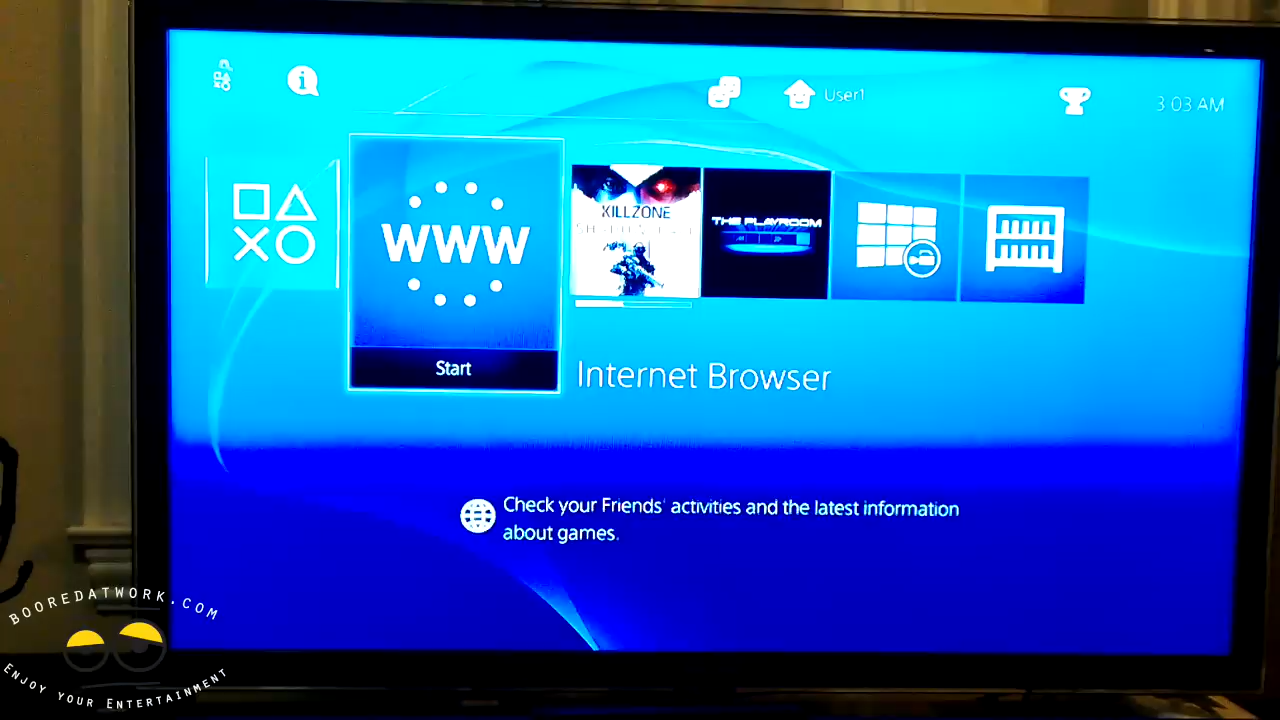 User1
3:03 AM
WWW
KILLZONE
THE PLAYROOM
Start
Internet Browser
Check your Friends' activities and the latest information
about games.
BOOREDATWORK.COM
ENJOY YOUR ENTERTAINMENT